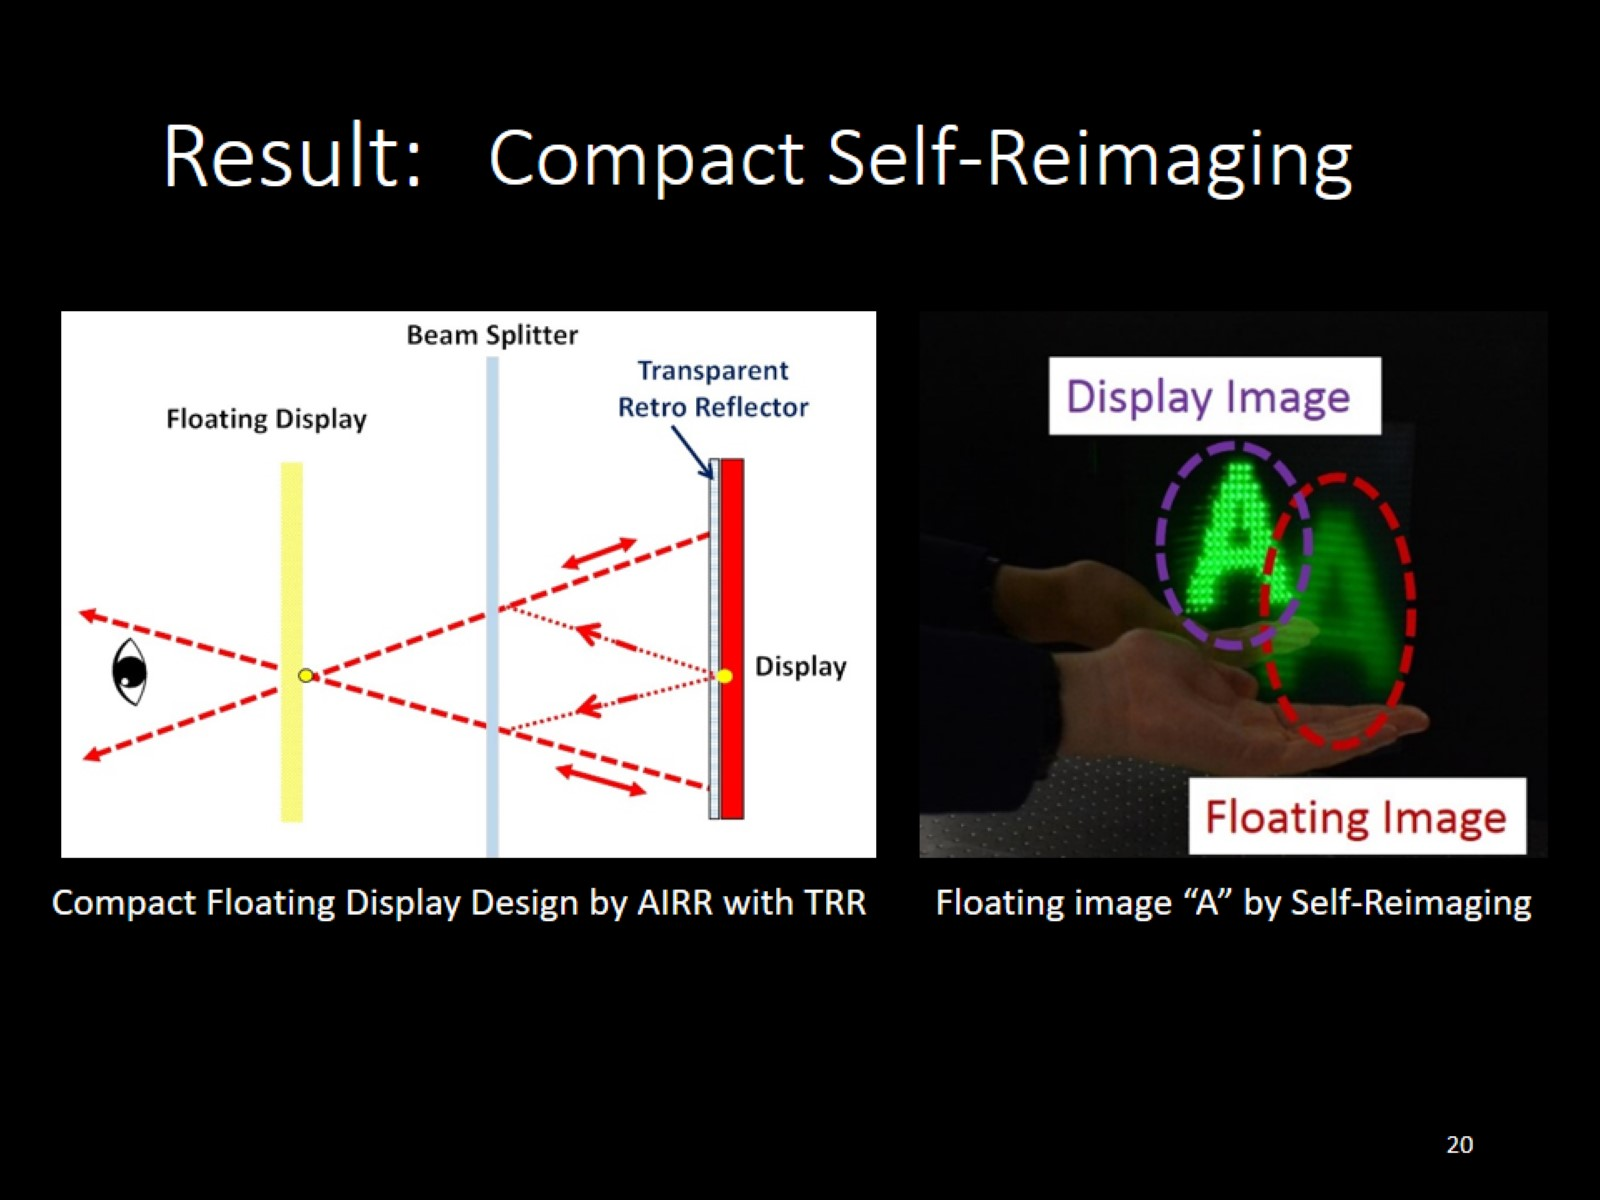 Result: Compact Self-Reimaging
Beam Splitter
Transparent
Retro Reflector
Floating Display
Display
Compact Floating Display Design by AIRR with TRR
Display Image
A
A
Floating Image
Floating image “A” by Self-Reimaging
20